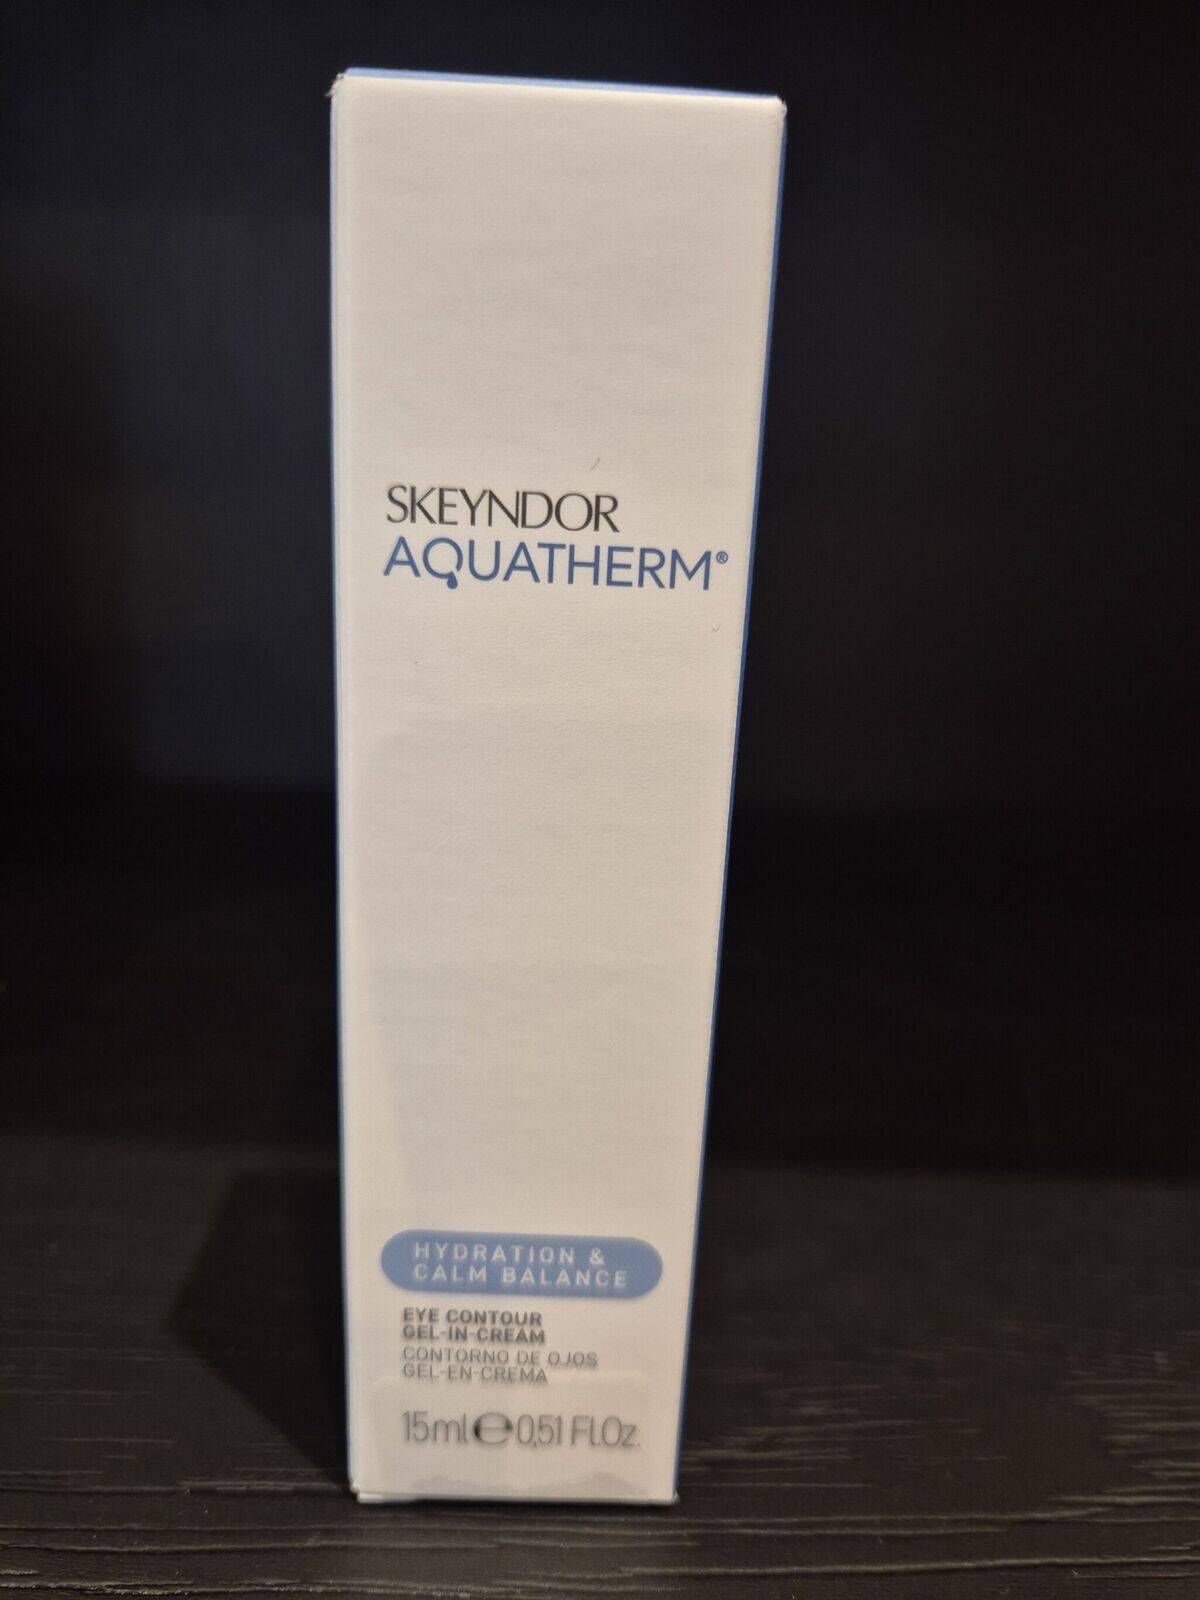 SKEYNDOR
AQUATHERM®
HYDRATION &
CALM BALANCE
EYE CONTOUR
GEL-IN-CREAM
CONTORNO DE OJOS
GEL-EN-CREMA
15ml℮0,51 Fl.Oz.